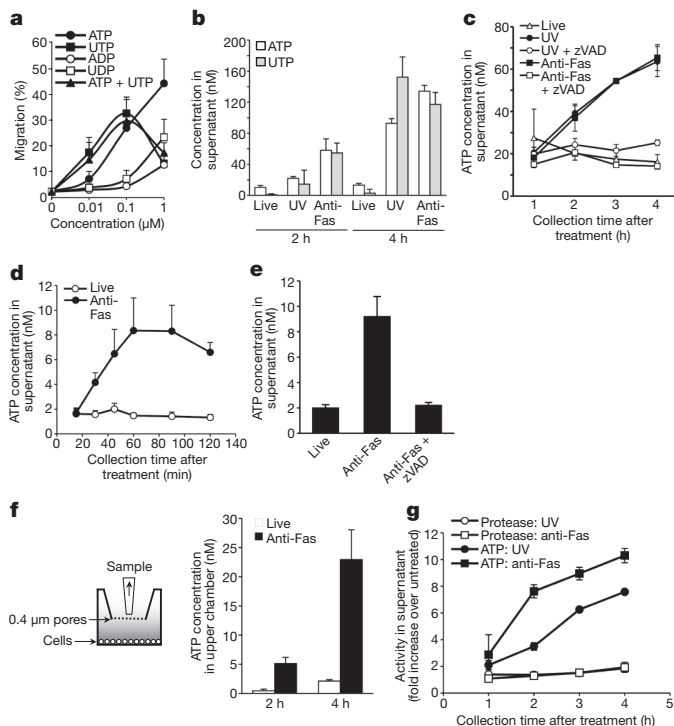 a
ATP
UTP
ADP
UDP
ATP + UTP
Migration (%)
60
50
40
30
20
10
0
0
0.01
0.1
1
Concentration (µM)
b
ATP
UTP
Concentration in
supernatant (nM)
200
160
120
80
40
0
Live
UV
Anti-
Fas
Live
UV
Anti-
Fas
2 h
4 h
c
Live
UV
UV + zVAD
Anti-Fas
Anti-Fas
+ zVAD
ATP concentration in
supernatant (nM)
100
80
60
40
20
0
1
2
3
4
Collection time after
treatment (h)
d
Live
Anti-
Fas
ATP concentration in
supernatant (nM)
12
10
8
6
4
2
0
0
20
40
60
80
100
120
140
Collection time after
treatment (min)
e
ATP concentration in
supernatant (nM)
12
10
8
6
4
2
0
Live
Anti-Fas
Anti-Fas +
zVAD
f
Sample
0.4 µm pores
Cells
Live
Anti-Fas
ATP concentration
in upper chamber (nM)
30
25
20
15
10
5
0
2 h
4 h
g
Protease: UV
Protease: anti-Fas
ATP: UV
ATP: anti-Fas
Activity in supernatant
(fold increase over untreated)
12
10
8
6
4
2
0
0
1
2
3
4
5
Collection time after treatment (h)